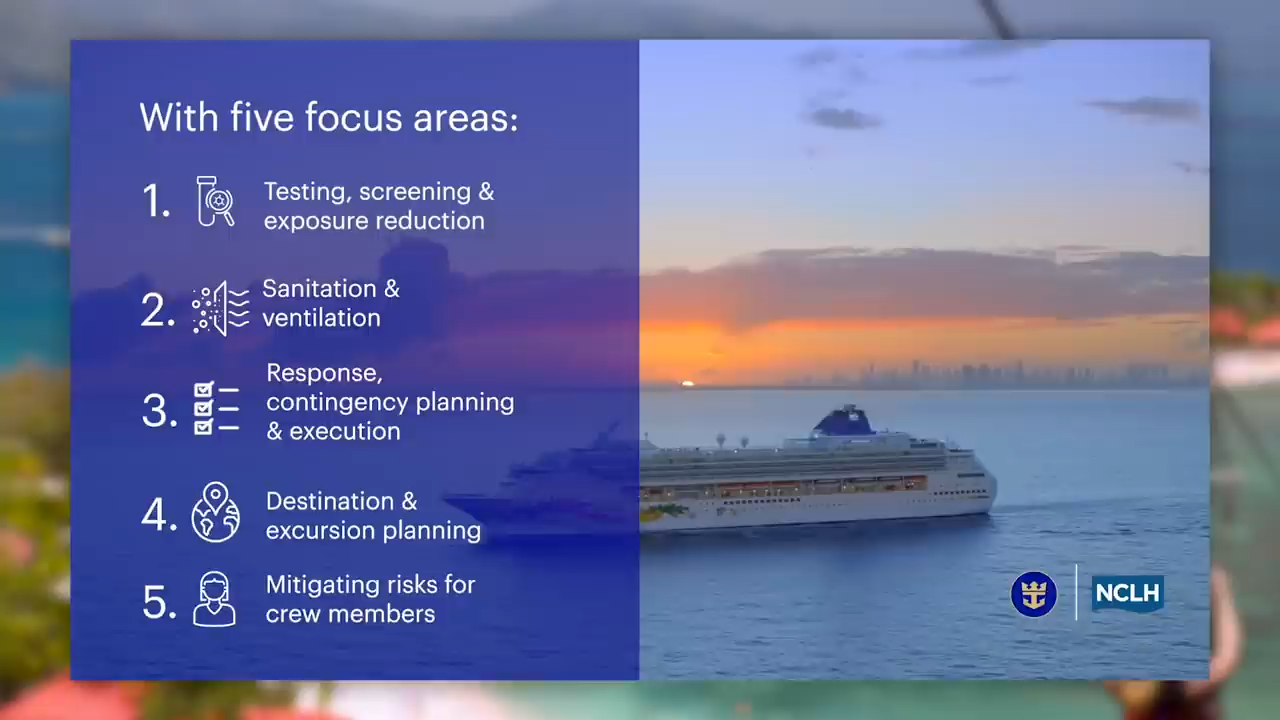 With five focus areas:
1.
Testing, screening &
exposure reduction
2.
Sanitation &
ventilation
3.
Response,
contingency planning
& execution
4.
Destination &
excursion planning
5.
Mitigating risks for
crew members
NCLH